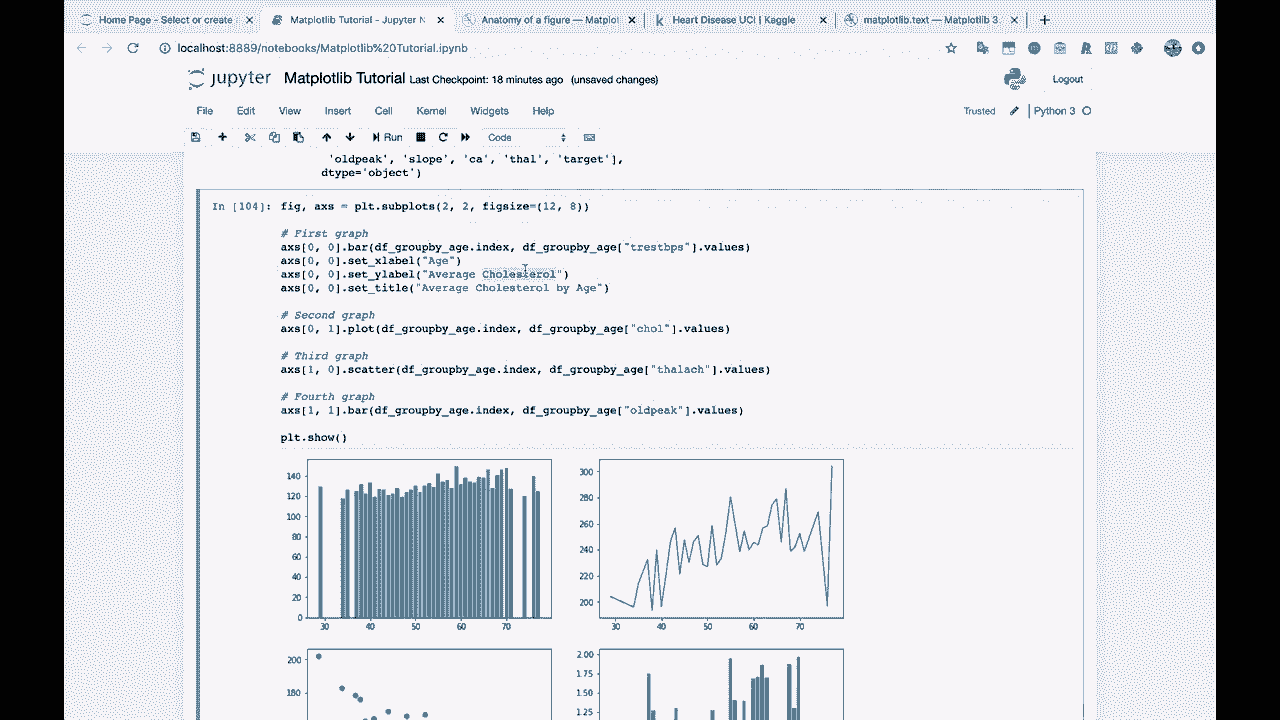 Home Page - Select or create
Matplotlib Tutorial - Jupyter N
Anatomy of a figure — Matplot
Heart Disease UCI | Kaggle
matplotlib.text — Matplotlib 3
localhost:8889/notebooks/Matplotlib%20Tutorial.ipynb
jupyter Matplotlib Tutorial Last Checkpoint: 18 minutes ago (unsaved changes)
Logout
File Edit View Insert Cell Kernel Widgets Help
Trusted Python 3
Run Code
'oldpeak', 'slope', 'ca', 'thal', 'target'],
dtype='object')
In [104]: fig, axs = plt.subplots(2, 2, figsize=(12, 8))
# First graph
axs[0, 0].bar(df_groupby_age.index, df_groupby_age["trestbps"].values)
axs[0, 0].set_xlabel("Age")
axs[0, 0].set_ylabel("Average Cholesterol")
axs[0, 0].set_title("Average Cholesterol by Age")
# Second graph
axs[0, 1].plot(df_groupby_age.index, df_groupby_age["chol"].values)
# Third graph
axs[1, 0].scatter(df_groupby_age.index, df_groupby_age["thalach"].values)
# Fourth graph
axs[1, 1].bar(df_groupby_age.index, df_groupby_age["oldpeak"].values)
plt.show()
140
120
100
80
60
40
20
0
30 40 50 60 70
300
280
260
240
220
200
30 40 50 60 70
200
180
2.00
1.75
1.50
1.25